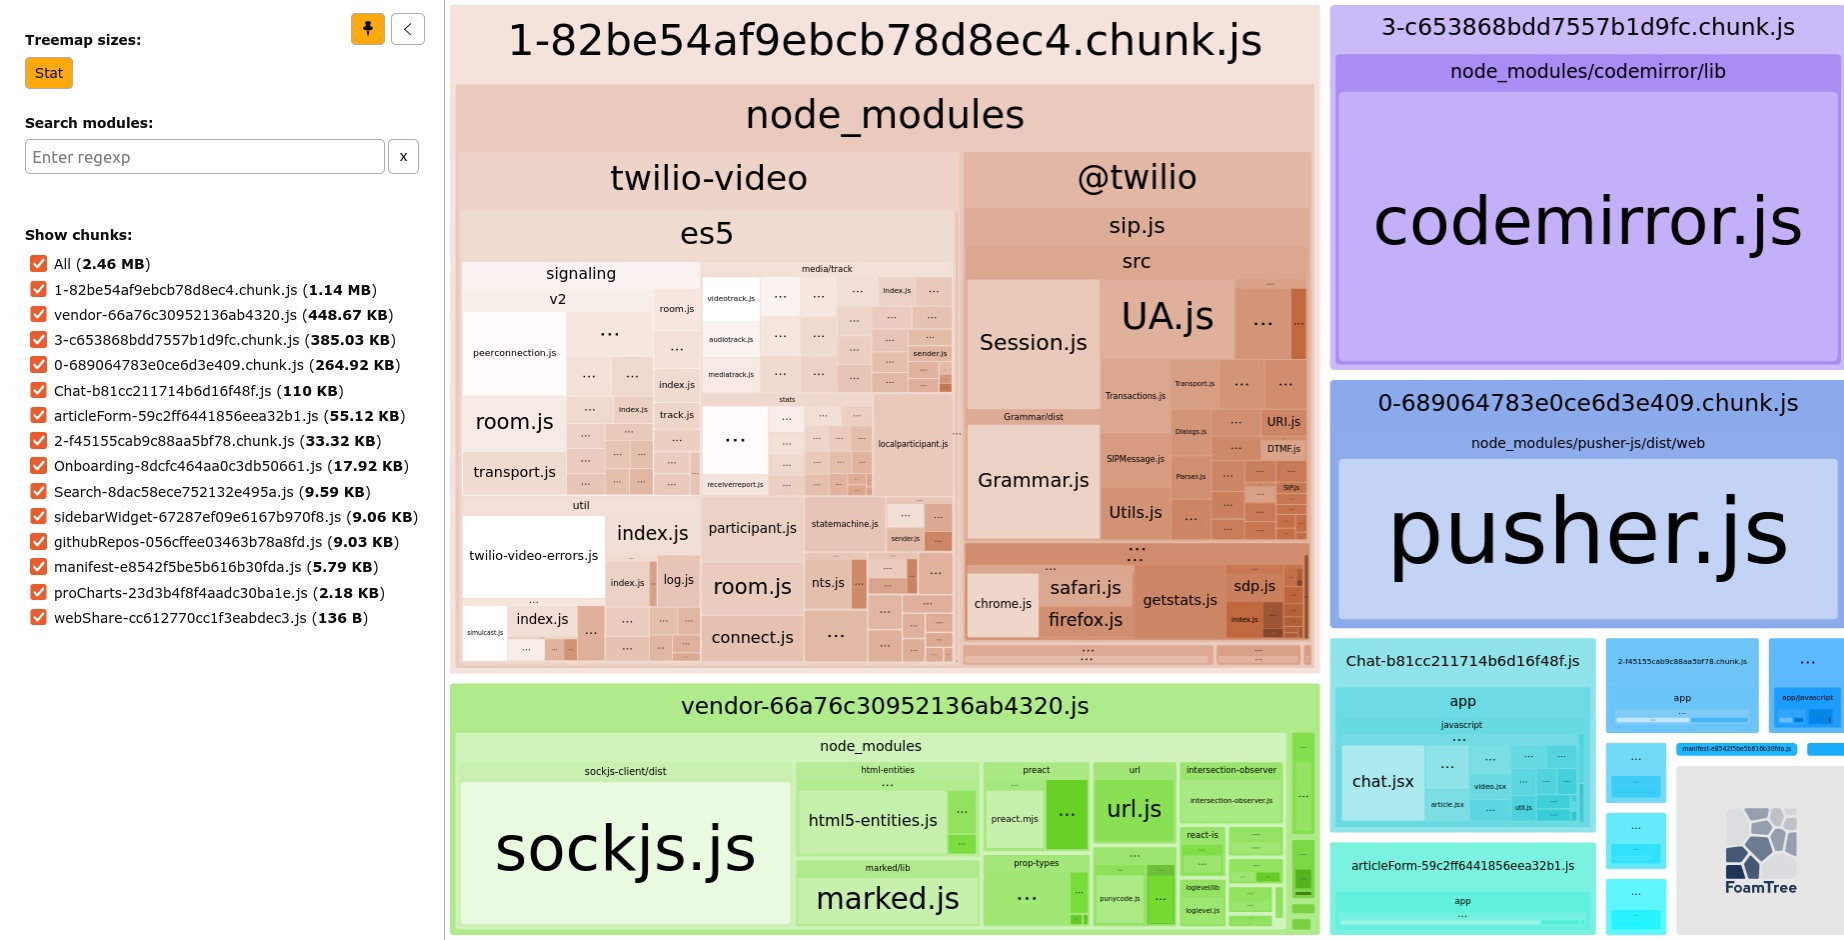 Treemap sizes:
Stat
Search modules:
Enter regexp
x
Show chunks:
All (2.46 MB)
1-82be54af9ebcb78d8ec4.chunk.js (1.14 MB)
vendor-66a76c30952136ab4320.js (448.67 KB)
3-c653868bdd7557b1d9fc.chunk.js (385.03 KB)
0-689064783e0ce6d3e409.chunk.js (264.92 KB)
Chat-b81cc211714b6d16f48f.js (110 KB)
articleForm-59c2ff6441856eea32b1.js (55.12 KB)
2-f45155cab9c88aa5bf78.chunk.js (33.32 KB)
Onboarding-8dcfc464aa0c3db50661.js (17.92 KB)
Search-8dac58ece752132e495a.js (9.59 KB)
sidebarWidget-67287ef09e6167b970f8.js (9.06 KB)
githubRepos-056cffee03463b78a8fd.js (9.03 KB)
manifest-e8542f5be5b616b30fda.js (5.79 KB)
proCharts-23d3b4f8f4aadc30ba1e.js (2.18 KB)
webShare-cc612770cc1f3eabdec3.js (136 B)
1-82be54af9ebcb78d8ec4.chunk.js
node_modules
twilio-video
es5
signaling
v2
peerconnection.js
room.js
transport.js
room.js
index.js
index.js
track.js
media/track
videotrack.js
audiotrack.js
mediatrack.js
index.js
sender.js
stats
receiverreport.js
localparticipant.js
util
twilio-video-errors.js
index.js
index.js
log.js
simulcast.js
index.js
participant.js
statemachine.js
sender.js
room.js
nts.js
connect.js
@twilio
sip.js
src
Session.js
UA.js
Grammar/dist
Grammar.js
Transactions.js
Transport.js
SIPMessage.js
Dialogs.js
URI.js
DTMF.js
Parser.js
SIP.js
Utils.js
chrome.js
safari.js
firefox.js
getstats.js
sdp.js
index.js
vendor-66a76c30952136ab4320.js
node_modules
sockjs-client/dist
sockjs.js
html-entities
html5-entities.js
marked/lib
marked.js
preact
preact.mjs
prop-types
url
url.js
punycode.js
intersection-observer
intersection-observer.js
react-is
loglevel/lib
loglevel.js
3-c653868bdd7557b1d9fc.chunk.js
node_modules/codemirror/lib
codemirror.js
0-689064783e0ce6d3e409.chunk.js
node_modules/pusher-js/dist/web
pusher.js
Chat-b81cc211714b6d16f48f.js
app
javascript
chat.jsx
article.jsx
video.jsx
util.js
articleForm-59c2ff6441856eea32b1.js
app
2-f45155cab9c88aa5bf78.chunk.js
app
app/javascript
manifest-e8542f5be5b616b30fda.js
FoamTree